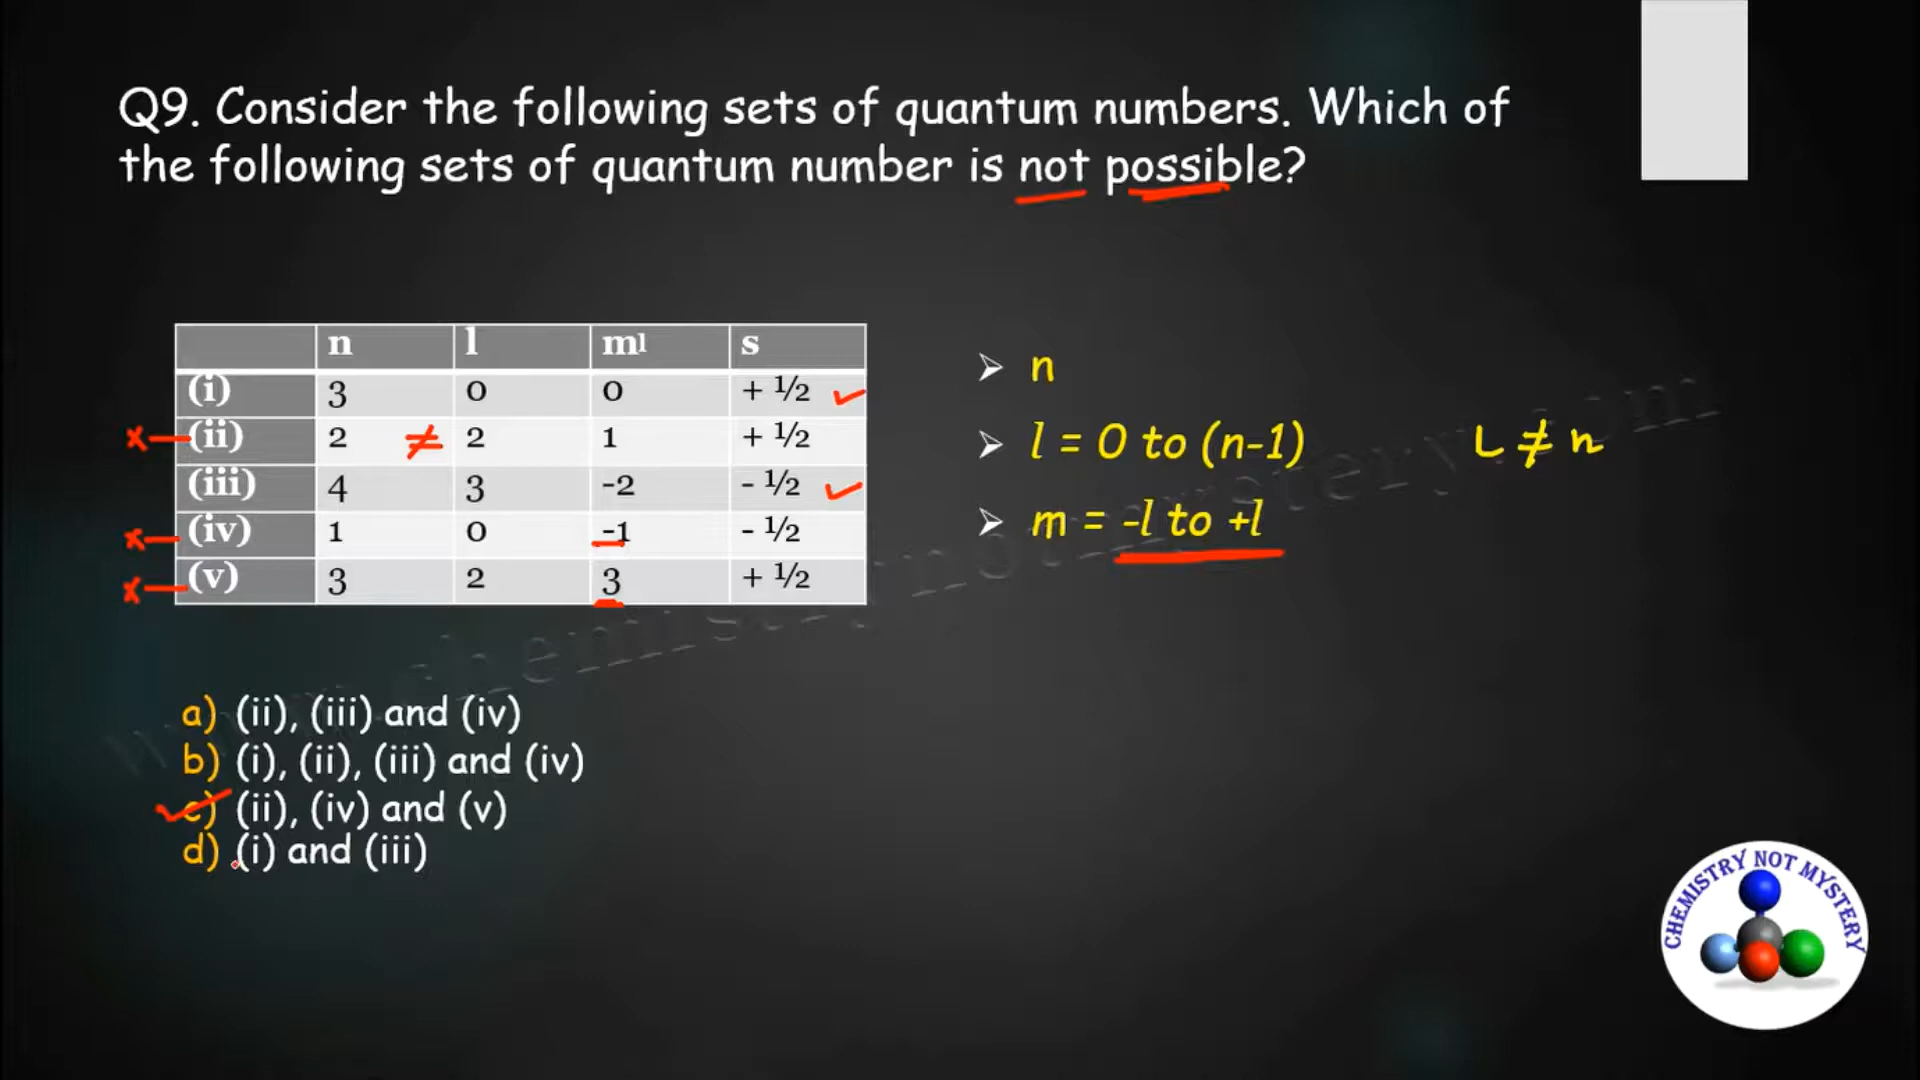 Q9. Consider the following sets of quantum numbers. Which of
the following sets of quantum number is not possible?
n l ml s
(i) 3 0 0 + ½ ✓
x (ii) 2 ≠ 2 1 + ½
(iii) 4 3 -2 - ½ ✓
x (iv) 1 0 -1 - ½
x (v) 3 2 3 + ½
➢ n
➢ l = 0 to (n-1) L ≠ n
➢ m = -l to +l
a) (ii), (iii) and (iv)
b) (i), (ii), (iii) and (iv)
✓ c) (ii), (iv) and (v)
d) (i) and (iii)
CHEMISTRY NOT MYSTERY